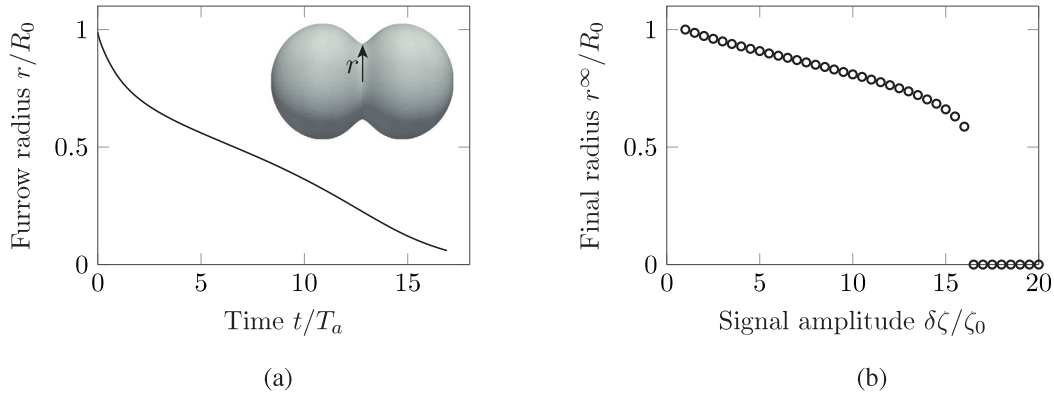 Furrow radius r/R₀
1
0.5
0
r
0 5 10 15
Time t/Tₐ
(a)
Final radius r^∞/R₀
1
0.5
0
0 5 10 15 20
Signal amplitude δζ/ζ₀
(b)